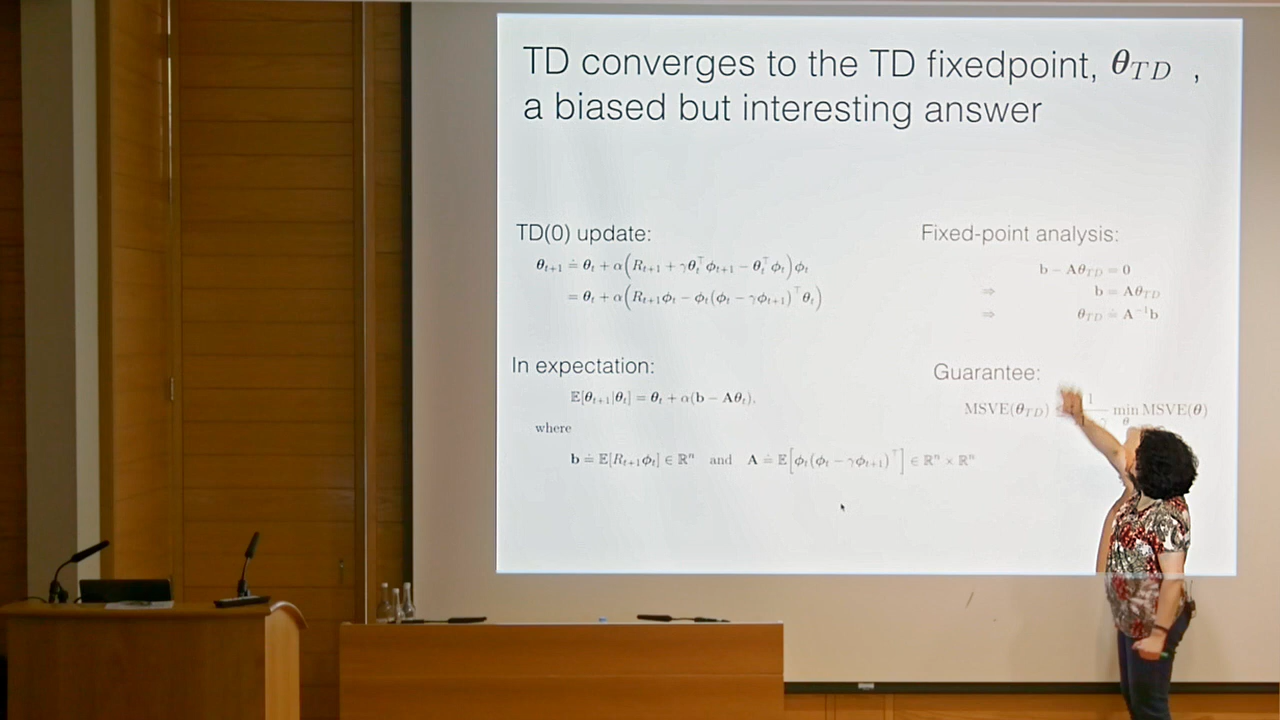 TD converges to the TD fixedpoint, θ_TD ,
a biased but interesting answer
TD(0) update:
θ_{t+1} ≐ θ_t + α(R_{t+1} + γθ_t^⊤ϕ_{t+1} − θ_t^⊤ϕ_t)ϕ_t
= θ_t + α(R_{t+1}ϕ_t − ϕ_t(ϕ_t − γϕ_{t+1})^⊤θ_t)
In expectation:
𝔼[θ_{t+1}|θ_t] = θ_t + α(b − Aθ_t),
where
b ≐ 𝔼[R_{t+1}ϕ_t] ∈ ℝ^n and A ≐ 𝔼[ϕ_t(ϕ_t − γϕ_{t+1})^⊤] ∈ ℝ^n × ℝ^n
Fixed-point analysis:
b − Aθ_TD = 0
⇒ b = Aθ_TD
⇒ θ_TD ≐ A^{−1}b
Guarantee:
MSVE(θ_TD) 1 γ min_θ MSVE(θ)